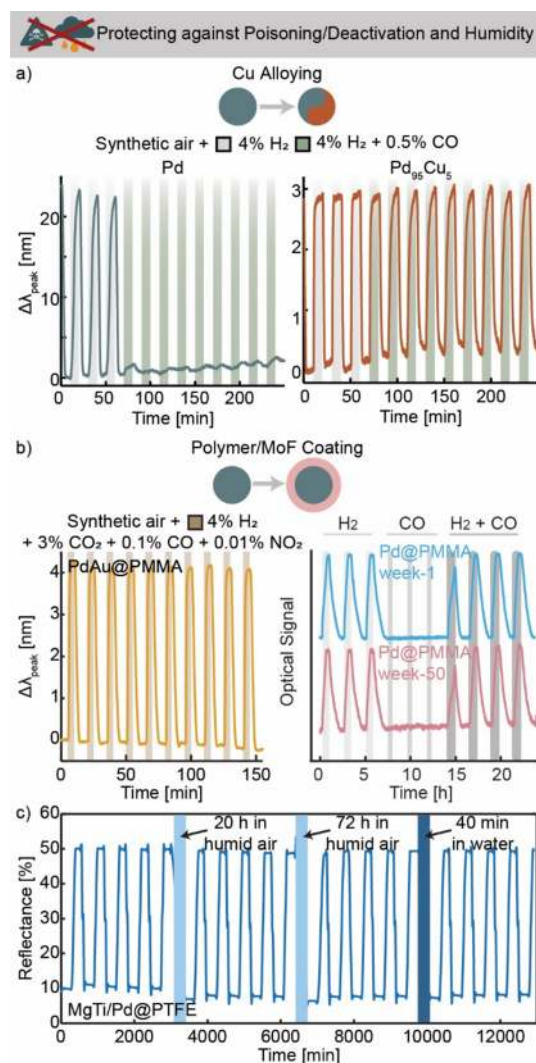 Protecting against Poisoning/Deactivation and Humidity
a)
Cu Alloying
Synthetic air + 4% H₂ 4% H₂ + 0.5% CO
Pd
Pd₉₅Cu₅
Δλpeak [nm]
20
10
0
0 50 100 150 200
Time [min]
3
2
1
0
0 50 100 150 200
Time [min]
b)
Polymer/MoF Coating
Synthetic air + 4% H₂
+ 3% CO₂ + 0.1% CO + 0.01% NO₂
PdAu@PMMA
Δλpeak [nm]
4
3
2
1
0
0 50 100 150
Time [min]
H₂ CO H₂ + CO
Pd@PMMA
week-1
Pd@PMMA
week-50
Optical Signal
0 5 10 15 20
Time [h]
c)
20 h in
humid air
72 h in
humid air
40 min
in water
Reflectance [%]
60
50
40
30
20
10
0
MgTi/Pd@PTFE
0 2000 4000 6000 8000 10000 12000
Time [min]